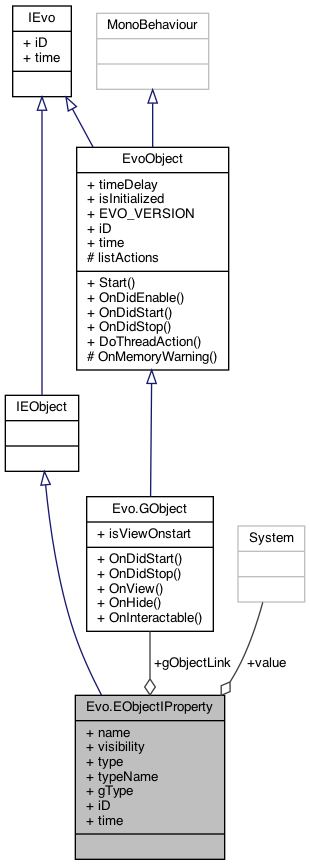 IEvo
+ iD
+ time
MonoBehaviour
EvoObject
+ timeDelay
+ isInitialized
+ EVO_VERSION
+ iD
+ time
# listActions
+ Start()
+ OnDidEnable()
+ OnDidStart()
+ OnDidStop()
+ DoThreadAction()
# OnMemoryWarning()
IEObject
Evo.GObject
+ isViewOnstart
+ OnDidStart()
+ OnDidStop()
+ OnView()
+ OnHide()
+ OnInteractable()
System
+gObjectLink
+value
Evo.EObjectIProperty
+ name
+ visibility
+ type
+ typeName
+ gType
+ iD
+ time